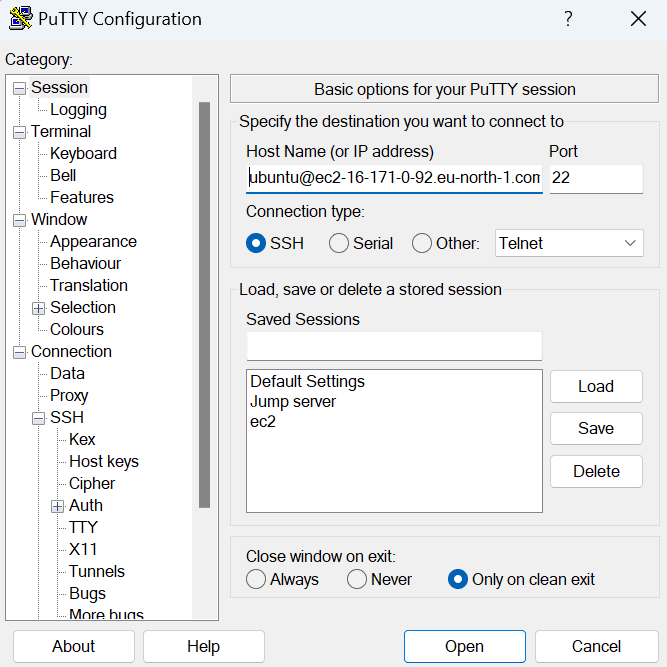 PuTTY Configuration
?
Category:
Session
Logging
Terminal
Keyboard
Bell
Features
Window
Appearance
Behaviour
Translation
Selection
Colours
Connection
Data
Proxy
SSH
Kex
Host keys
Cipher
Auth
TTY
X11
Tunnels
Bugs
More bugs
Basic options for your PuTTY session
Specify the destination you want to connect to
Host Name (or IP address) Port
ubuntu@ec2-16-171-0-92.eu-north-1.com 22
Connection type:
SSH Serial Other: Telnet
Load, save or delete a stored session
Saved Sessions
Default Settings
Jump server
ec2
Load
Save
Delete
Close window on exit:
Always Never Only on clean exit
About Help Open Cancel